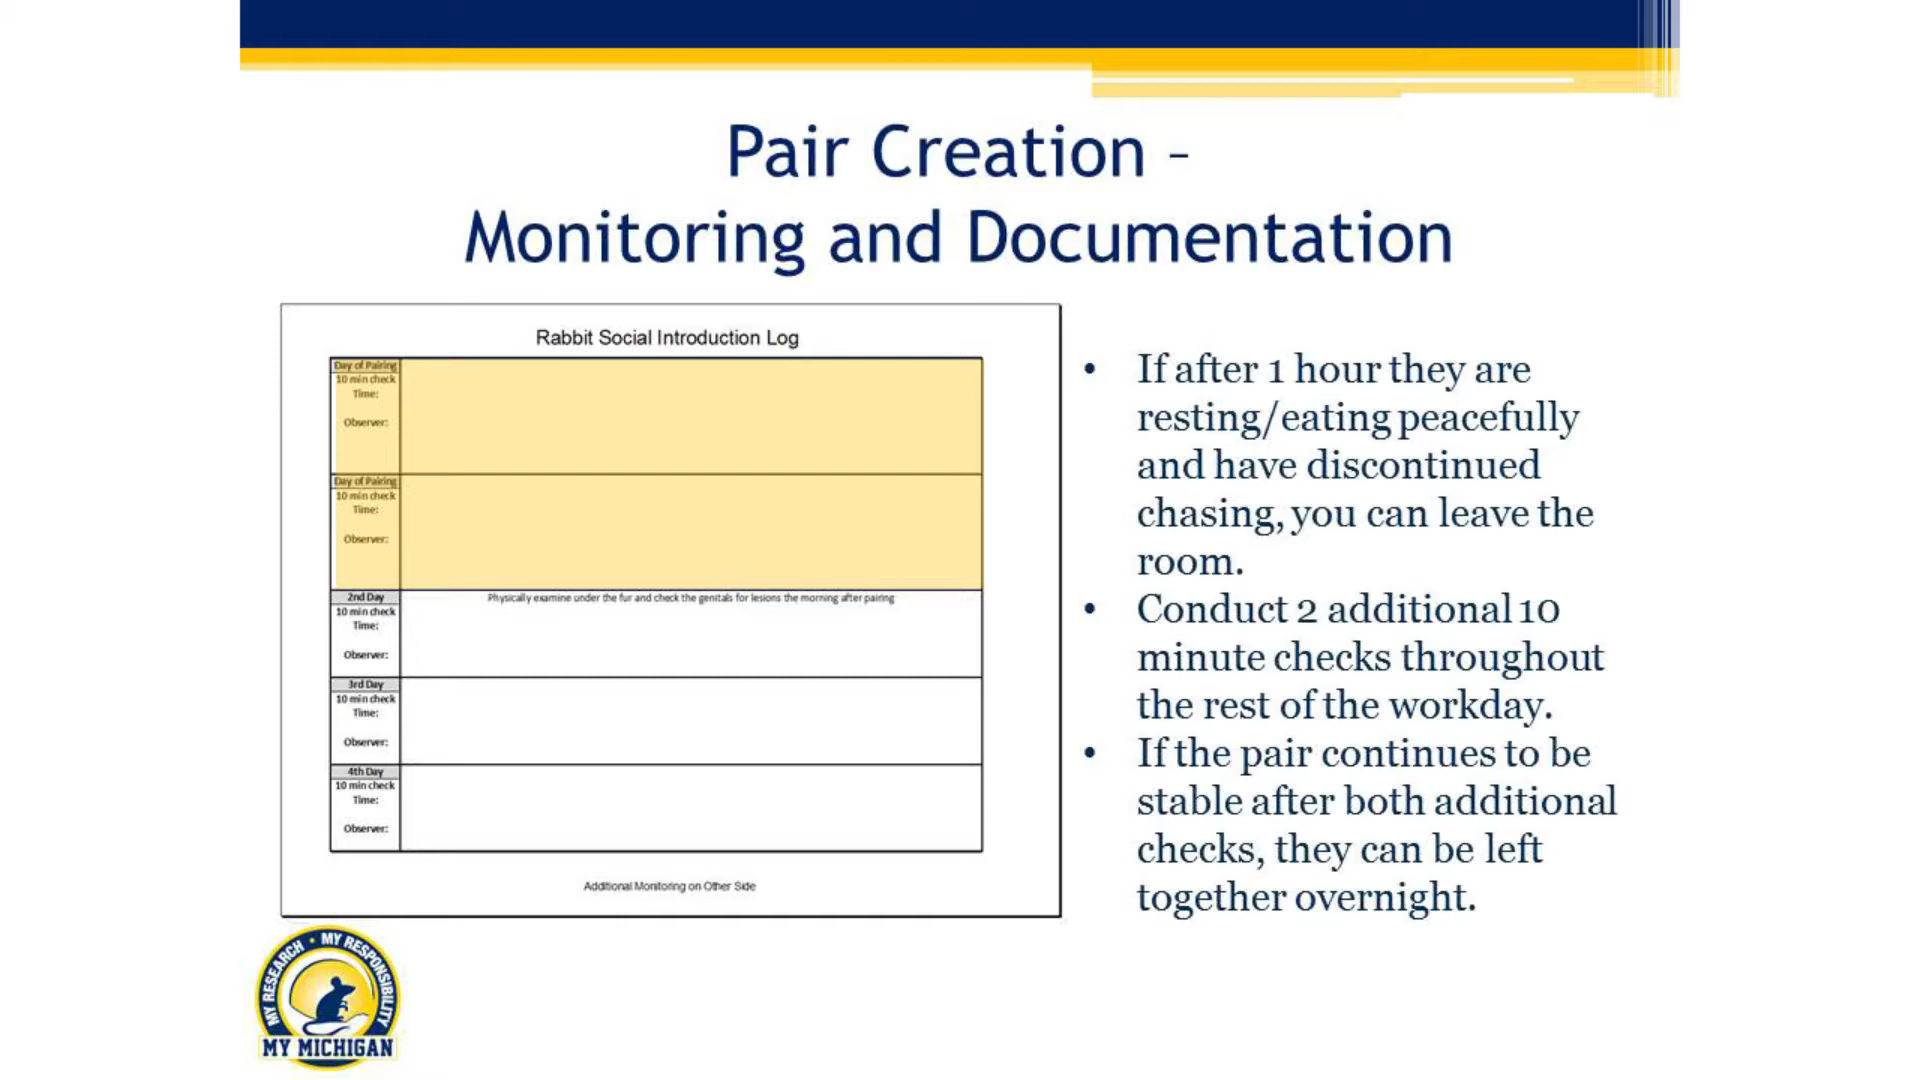 Pair Creation –
Monitoring and Documentation
Rabbit Social Introduction Log
Day of Pairing
10 min check
Time:
Observer:
Day of Pairing
10 min check
Time:
Observer:
2nd Day
Physically examine under the fur and check the genitals for lesions the morning after pairing
10 min check
Time:
Observer:
3rd Day
10 min check
Time:
Observer:
4th Day
10 min check
Time:
Observer:
Additional Monitoring on Other Side
• If after 1 hour they are
resting/eating peacefully
and have discontinued
chasing, you can leave the
room.
• Conduct 2 additional 10
minute checks throughout
the rest of the workday.
• If the pair continues to be
stable after both additional
checks, they can be left
together overnight.
MY RESEARCH • MY RESPONSIBILITY
MY MICHIGAN